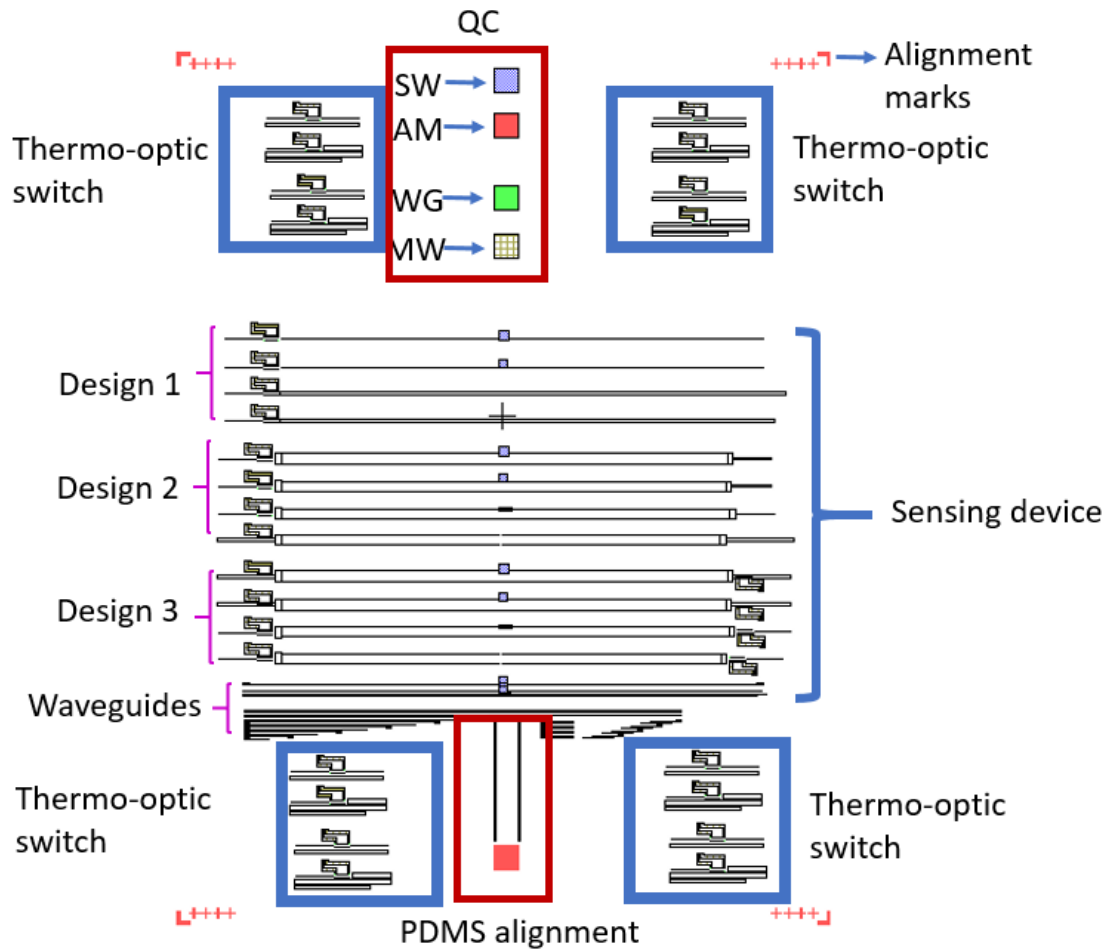 QC
SW
AM
WG
MW
Alignment
marks
Thermo-optic
switch
Thermo-optic
switch
Design 1
Design 2
Design 3
Waveguides
Sensing device
Thermo-optic
switch
Thermo-optic
switch
PDMS alignment